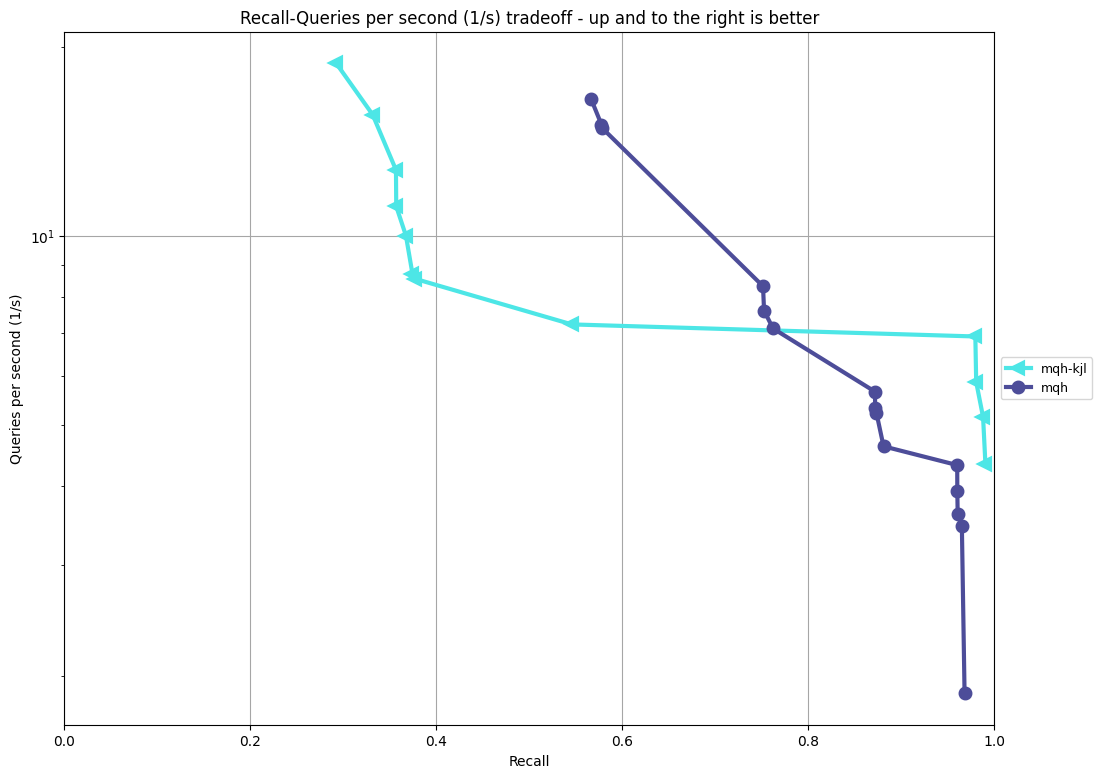 Recall-Queries per second (1/s) tradeoff - up and to the right is better
Queries per second (1/s)
10¹
0.0 0.2 0.4 0.6 0.8 1.0
Recall
mqh-kjl
mqh